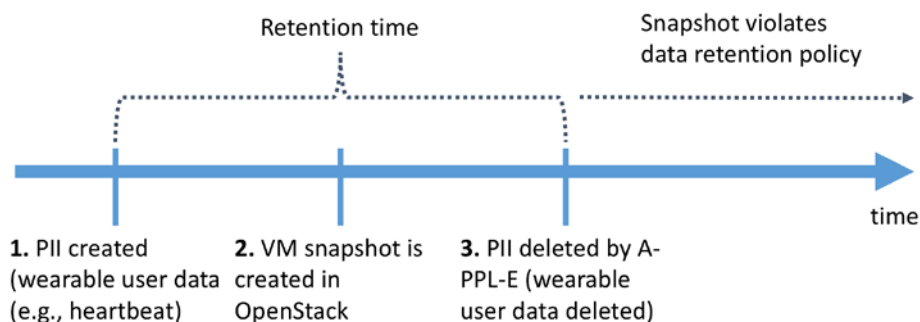 Retention time
Snapshot violates
data retention policy
time
1. PII created
(wearable user data
(e.g., heartbeat)
2. VM snapshot is
created in
OpenStack
3. PII deleted by A-
PPL-E (wearable
user data deleted)